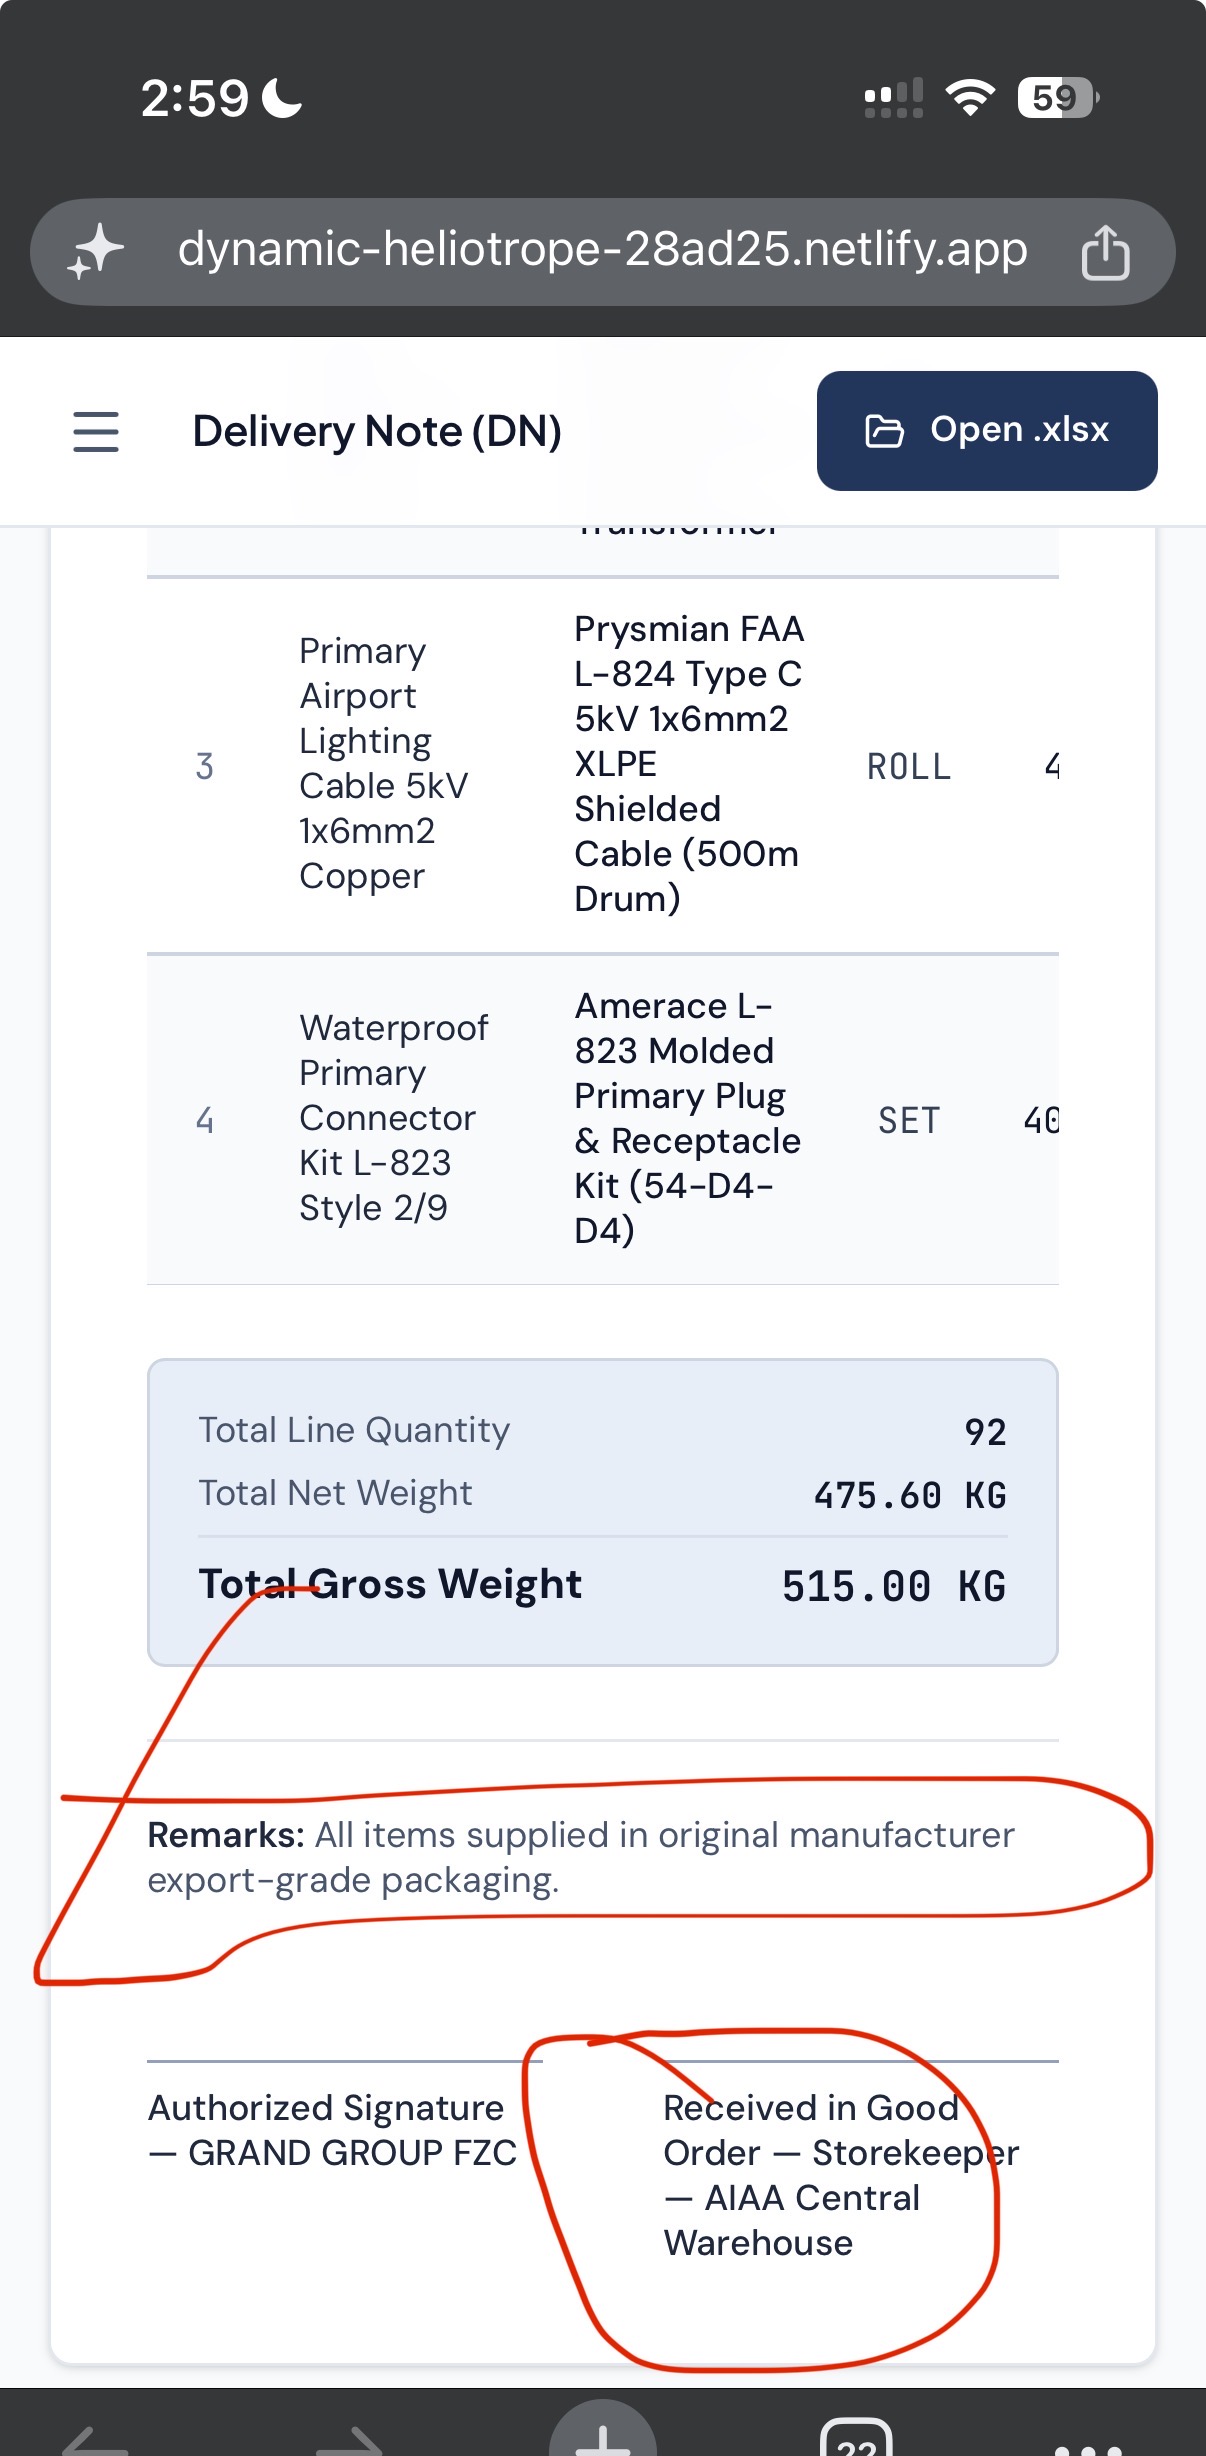 2:59
59
dynamic-heliotrope-28ad25.netlify.app
Delivery Note (DN)
Open .xlsx
Transformer
3
Primary
Airport
Lighting
Cable 5kV
1x6mm2
Copper
Prysmian FAA
L-824 Type C
5kV 1x6mm2
XLPE
Shielded
Cable (500m
Drum)
ROLL
4
4
Waterproof
Primary
Connector
Kit L-823
Style 2/9
Amerace L-
823 Molded
Primary Plug
& Receptacle
Kit (54-D4-
D4)
SET
40
Total Line Quantity 92
Total Net Weight 475.60 KG
Total Gross Weight 515.00 KG
Remarks: All items supplied in original manufacturer
export-grade packaging.
Authorized Signature
— GRAND GROUP FZC
Received in Good
Order — Storekeeper
— AIAA Central
Warehouse
22